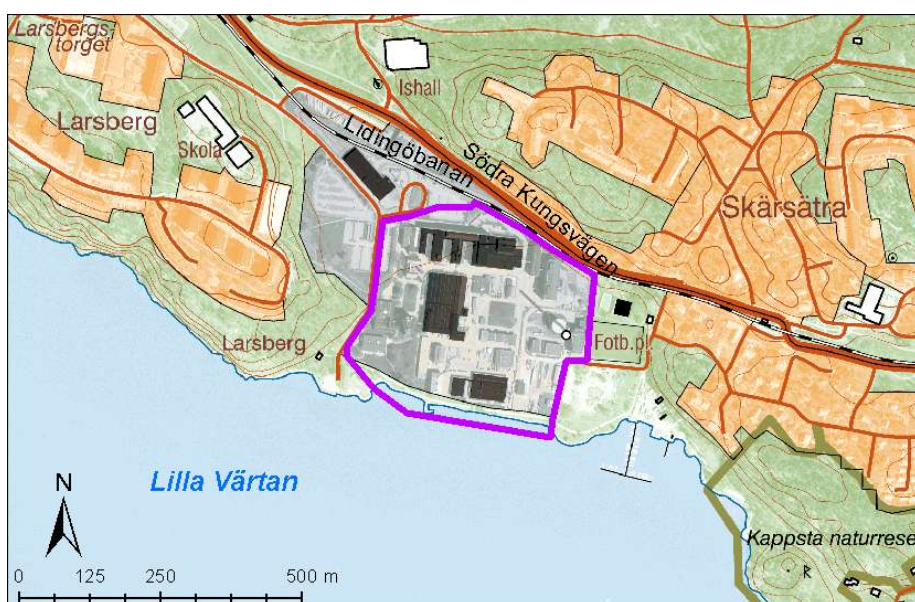 Larsbergs-
torget
Ishall
Larsberg
Skola
Lidingöbanan
Södra Kungsvägen
Skärsätra
Larsberg
Fotb.pl.
Lilla Värtan
N
Kappsta naturrese
R
0 125 250 500 m